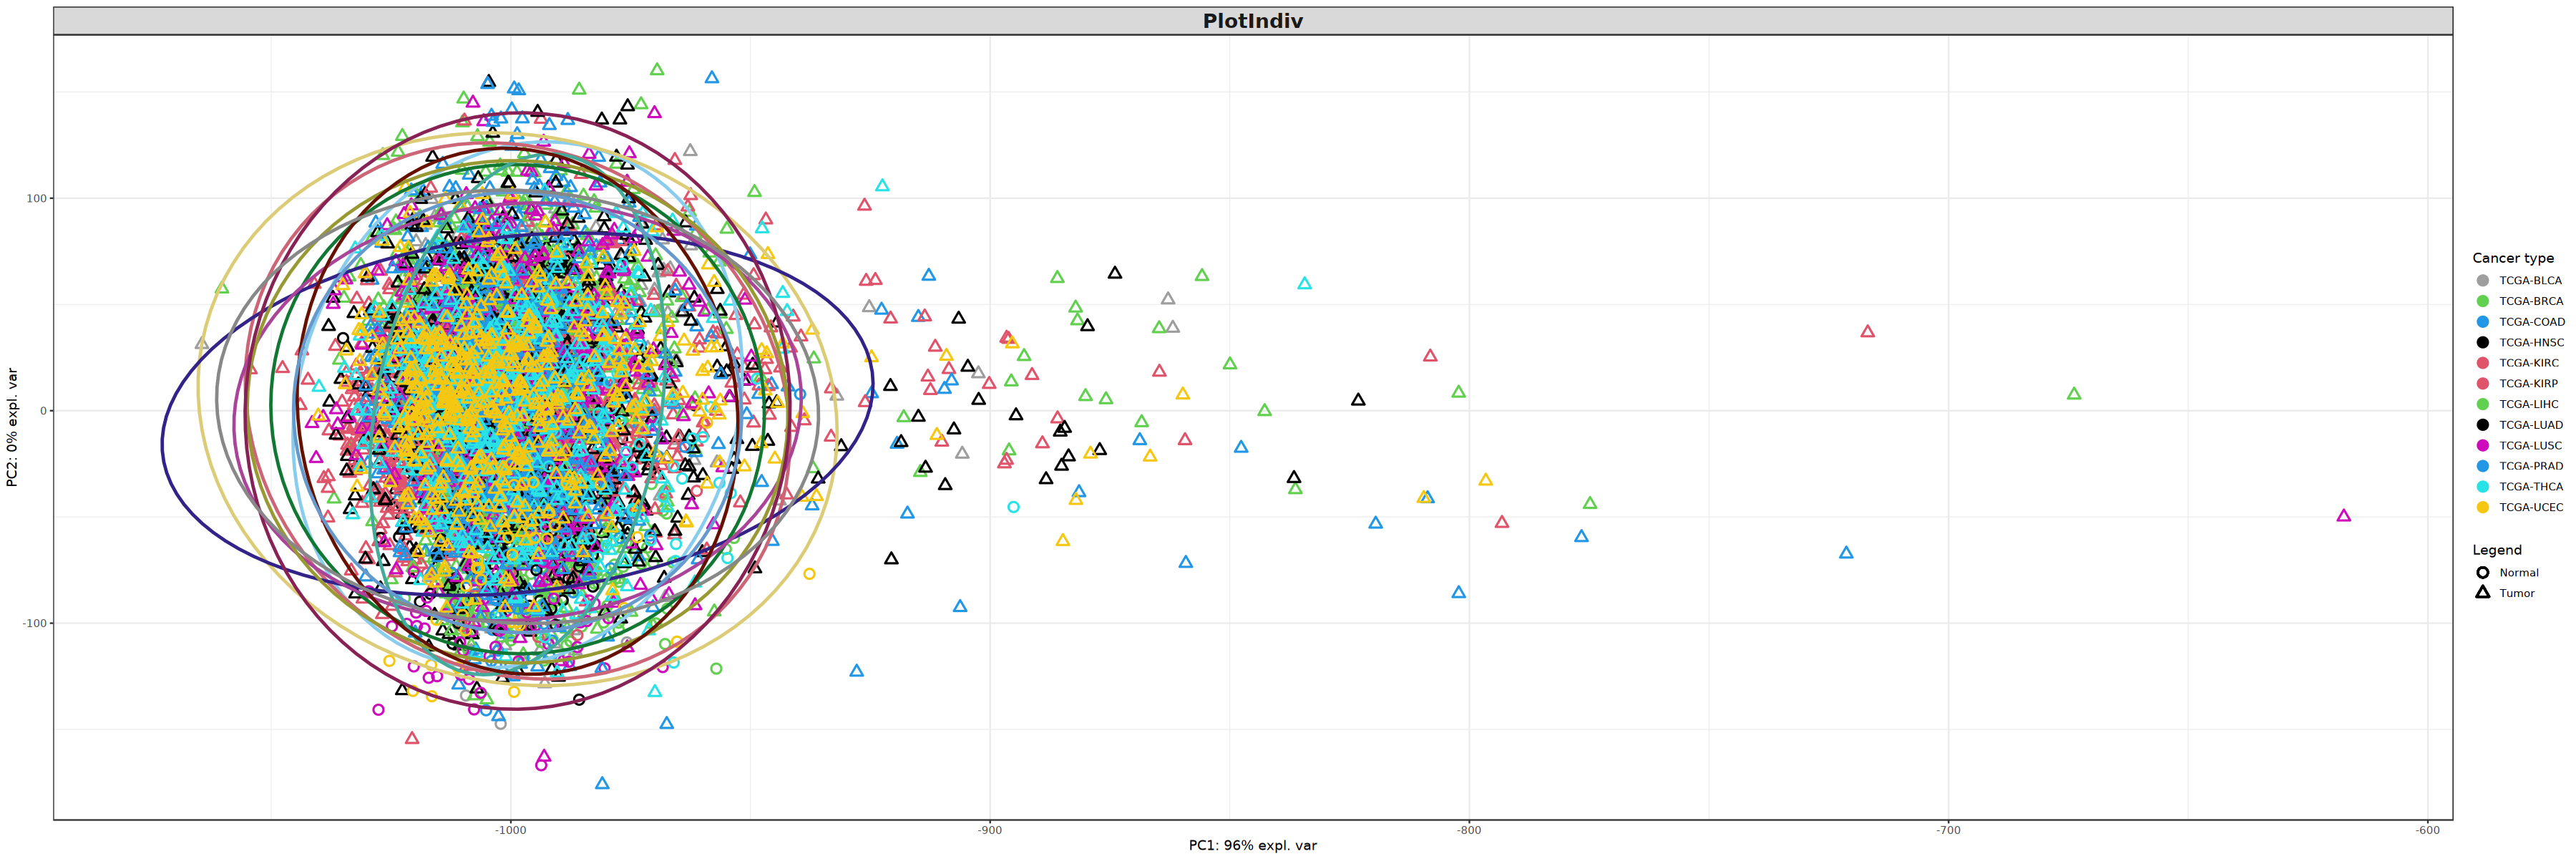 PlotIndiv
PC2: 0% expl. var
100
0
-100
-1000
-900
-800
-700
-600
PC1: 96% expl. var
Cancer type
TCGA-BLCA
TCGA-BRCA
TCGA-COAD
TCGA-HNSC
TCGA-KIRC
TCGA-KIRP
TCGA-LIHC
TCGA-LUAD
TCGA-LUSC
TCGA-PRAD
TCGA-THCA
TCGA-UCEC
Legend
Normal
Tumor